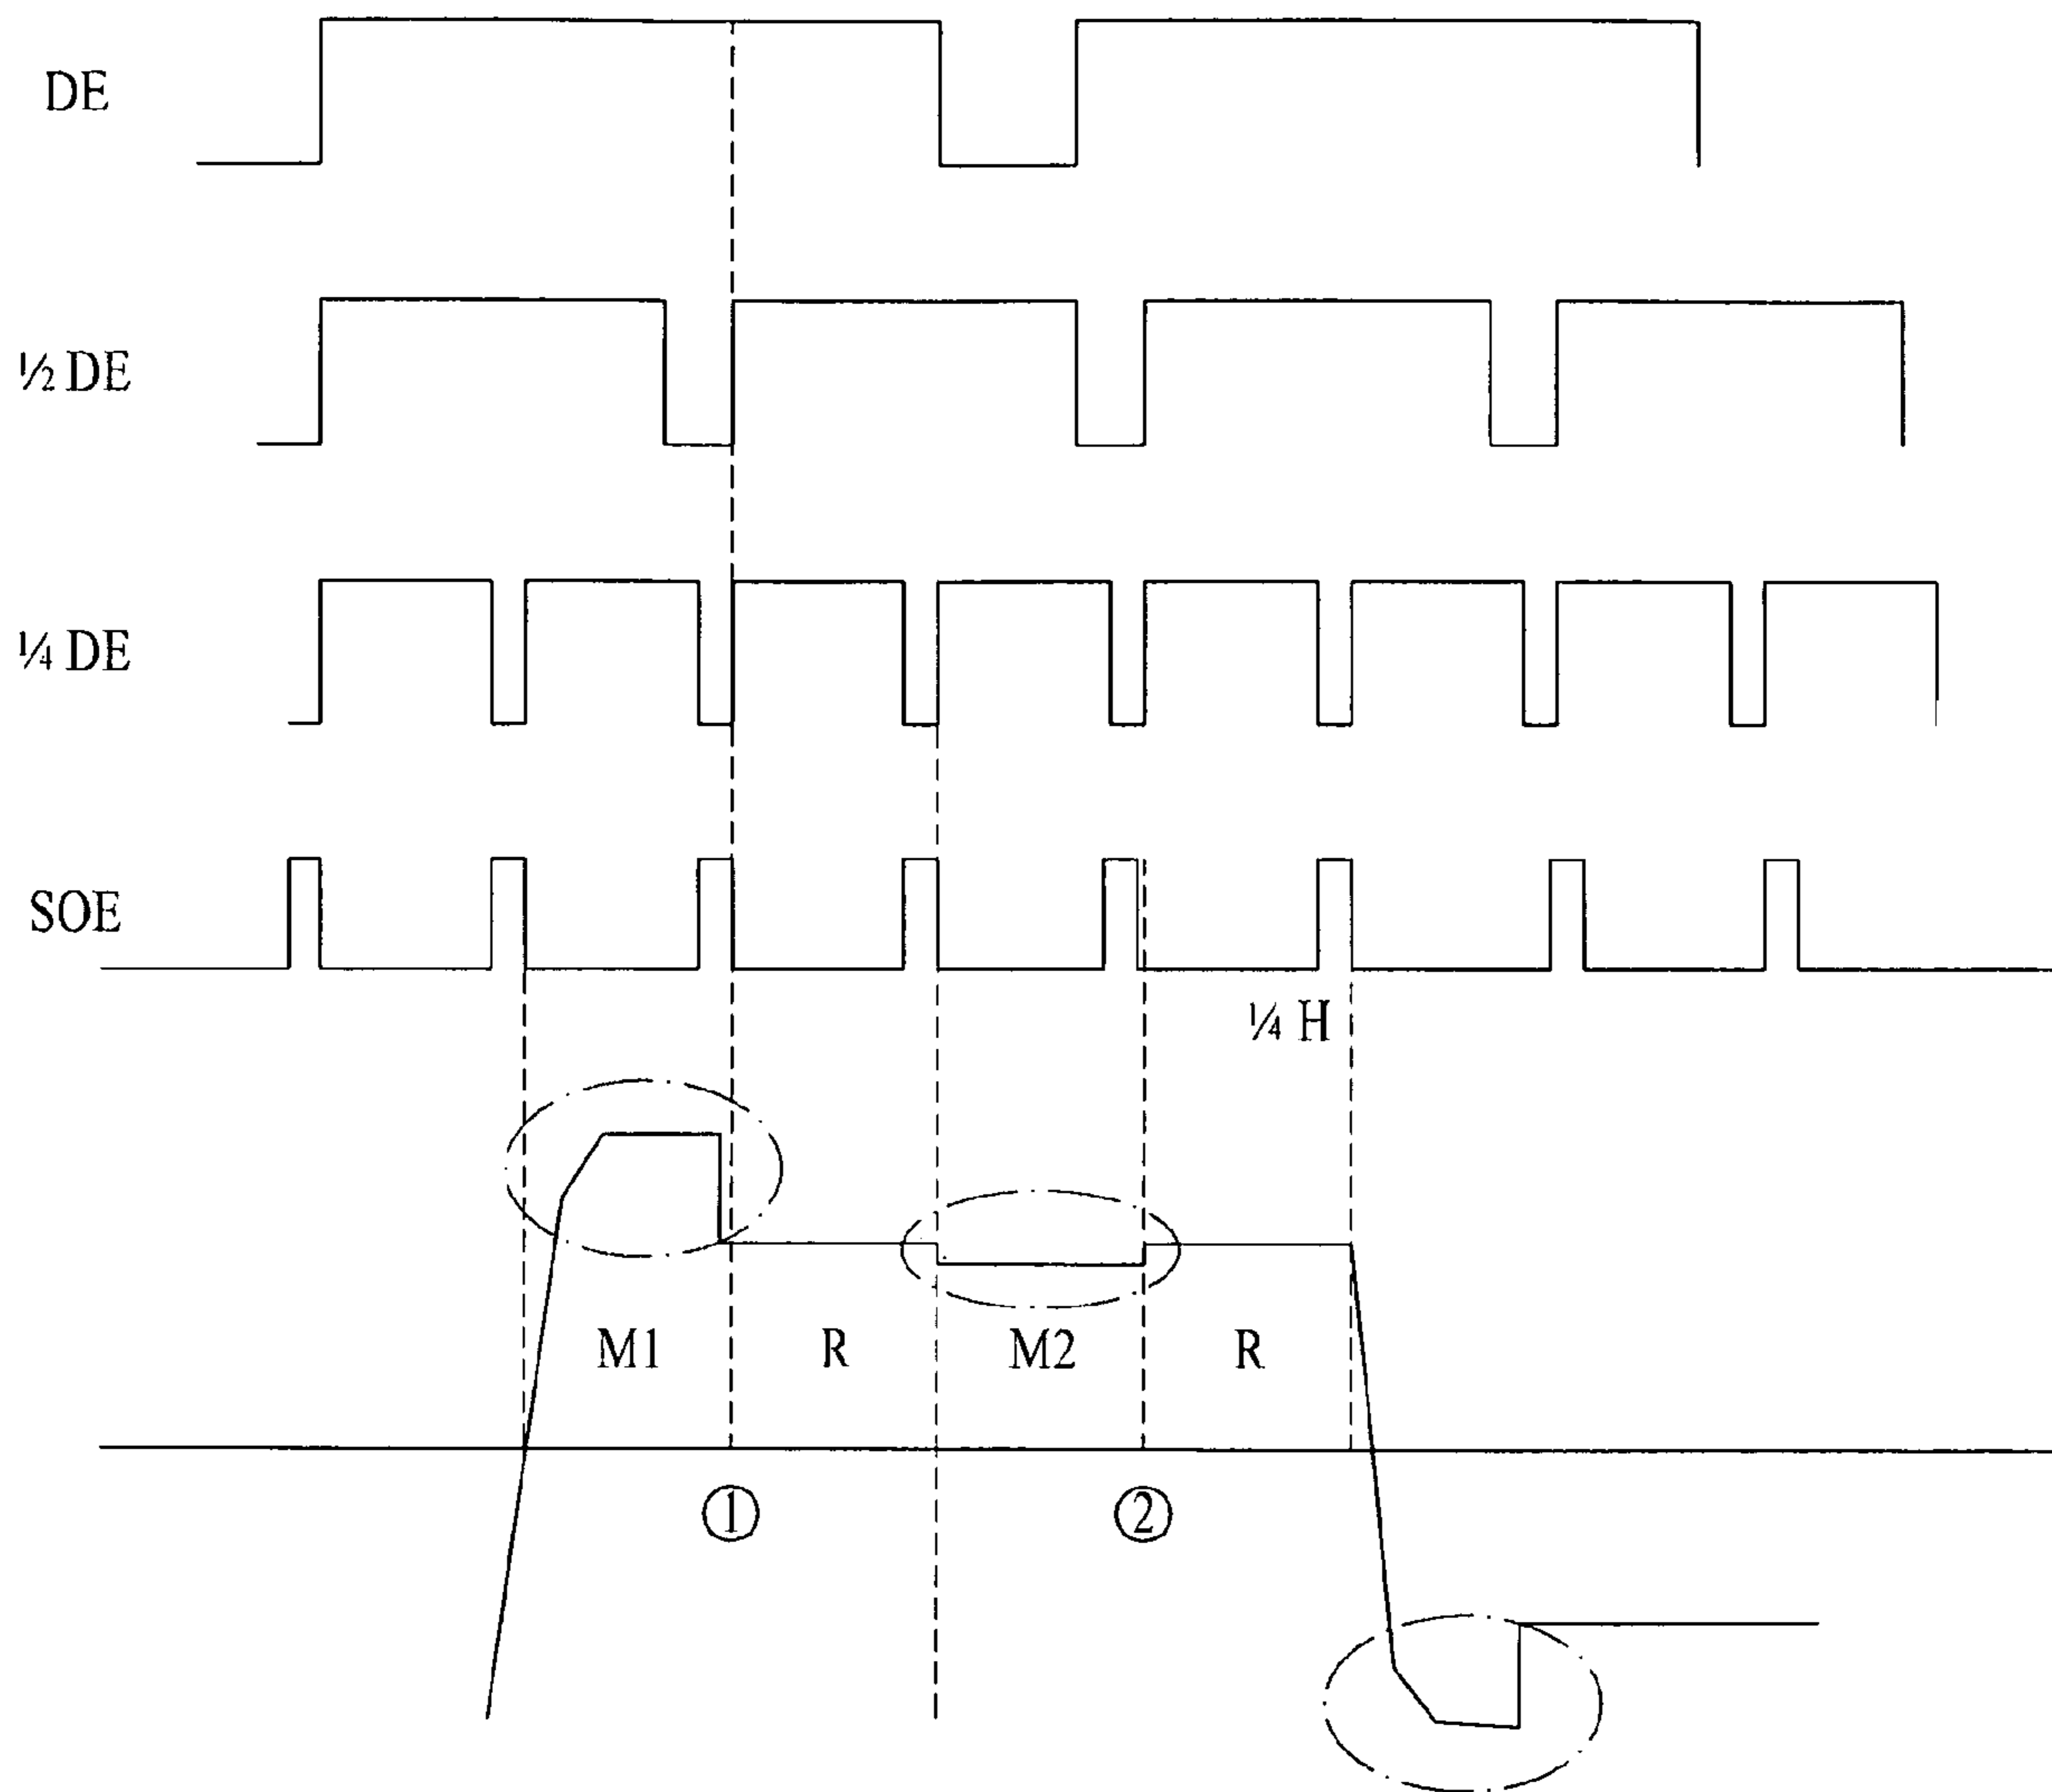 DE
½ DE
¼ DE
SOE
¼ H
M1 R M2 R
① ②